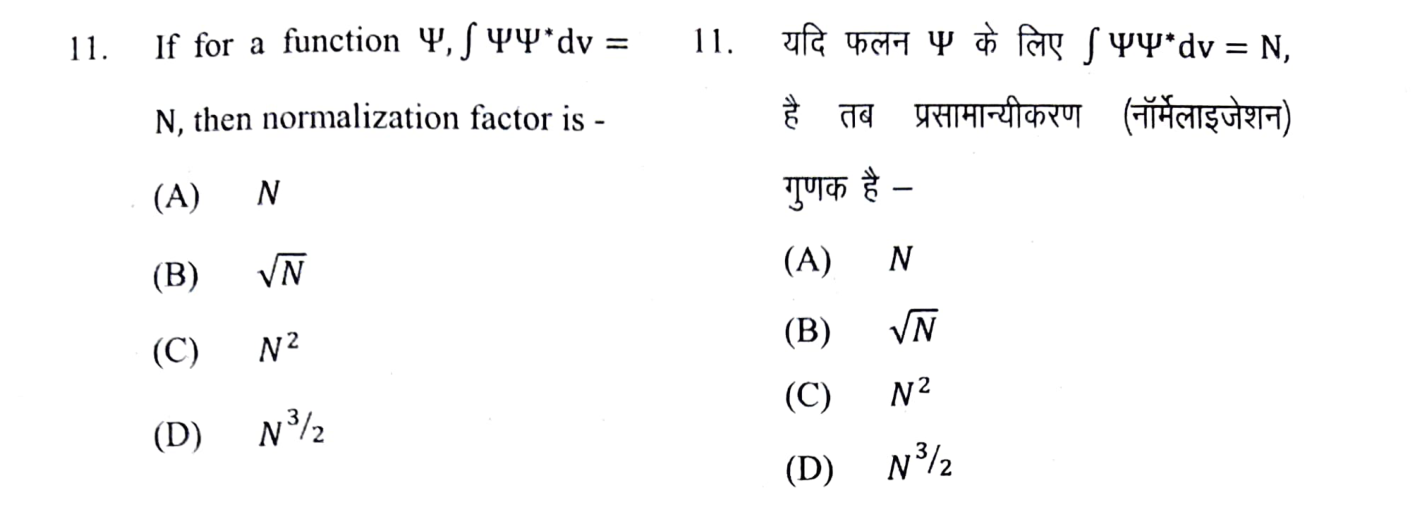 11. If for a function Ψ, ∫ ΨΨ*dv =
N, then normalization factor is -
(A) N
(B) √N
(C) N²
(D) N^3/2
11. यदि फलन Ψ के लिए ∫ ΨΨ*dv = N,
है तब प्रसामान्यीकरण (नॉर्मेलाइजेशन)
गुणक है –
(A) N
(B) √N
(C) N²
(D) N^3/2